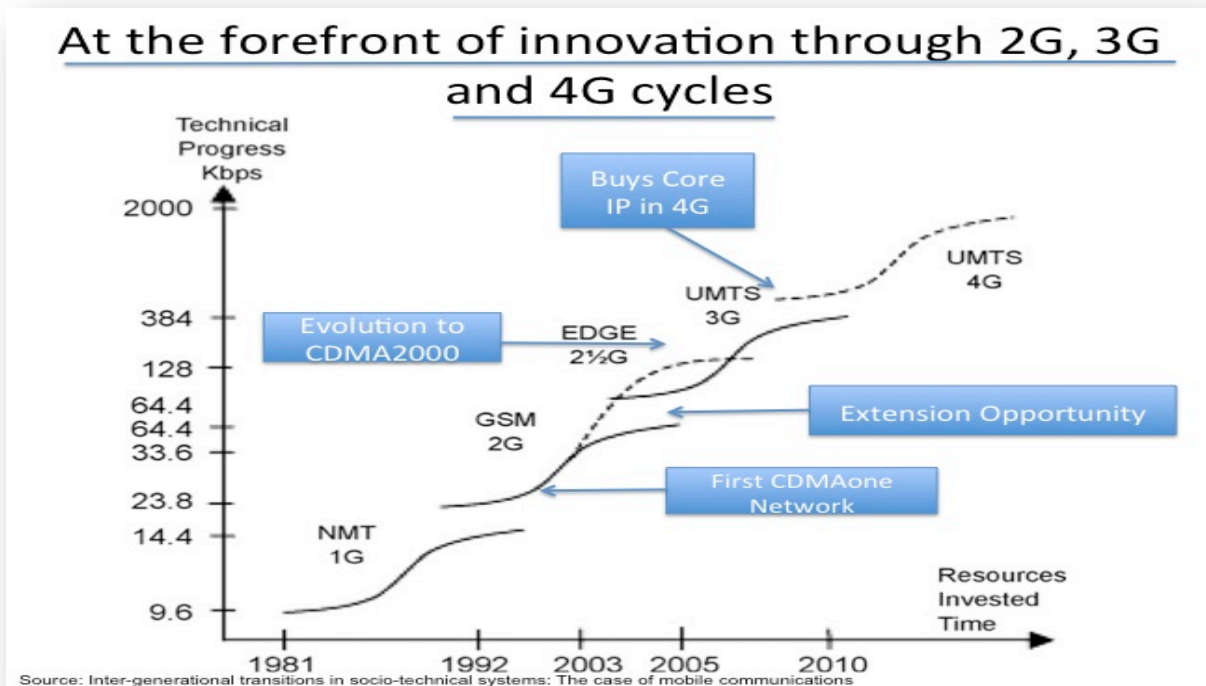 At the forefront of innovation through 2G, 3G
and 4G cycles
Technical
Progress
Kbps
2000
384
128
64.4
64.4
33.6
23.8
14.4
9.6
Buys Core
IP in 4G
UMTS
4G
UMTS
3G
Evolution to
CDMA2000
EDGE
2½G
Extension Opportunity
GSM
2G
First CDMAone
Network
NMT
1G
Resources
Invested
Time
1981
1992
2003
2005
2010
Source: Inter-generational transitions in socio-technical systems: The case of mobile communications